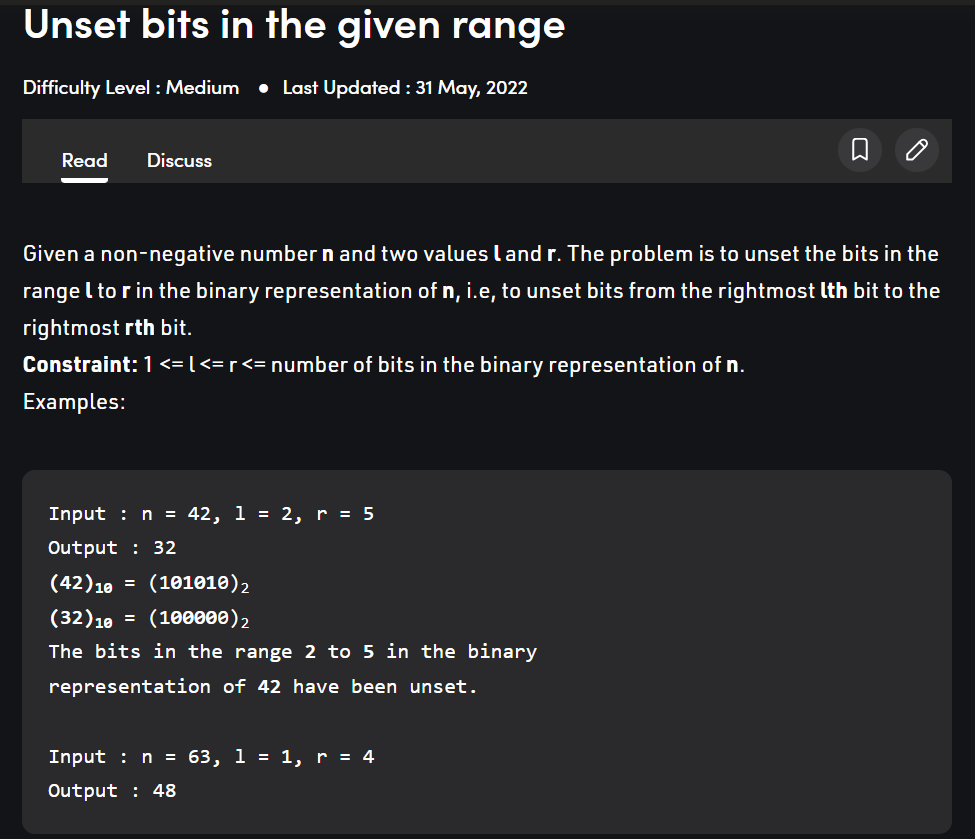 Unset bits in the given range
Difficulty Level : Medium ● Last Updated : 31 May, 2022
Read Discuss
Given a non-negative number n and two values l and r. The problem is to unset the bits in the
range l to r in the binary representation of n, i.e, to unset bits from the rightmost lth bit to the
rightmost rth bit.
Constraint: 1 <= l <= r <= number of bits in the binary representation of n.
Examples:
Input : n = 42, l = 2, r = 5
Output : 32
(42)₁₀ = (101010)₂
(32)₁₀ = (100000)₂
The bits in the range 2 to 5 in the binary
representation of 42 have been unset.
Input : n = 63, l = 1, r = 4
Output : 48